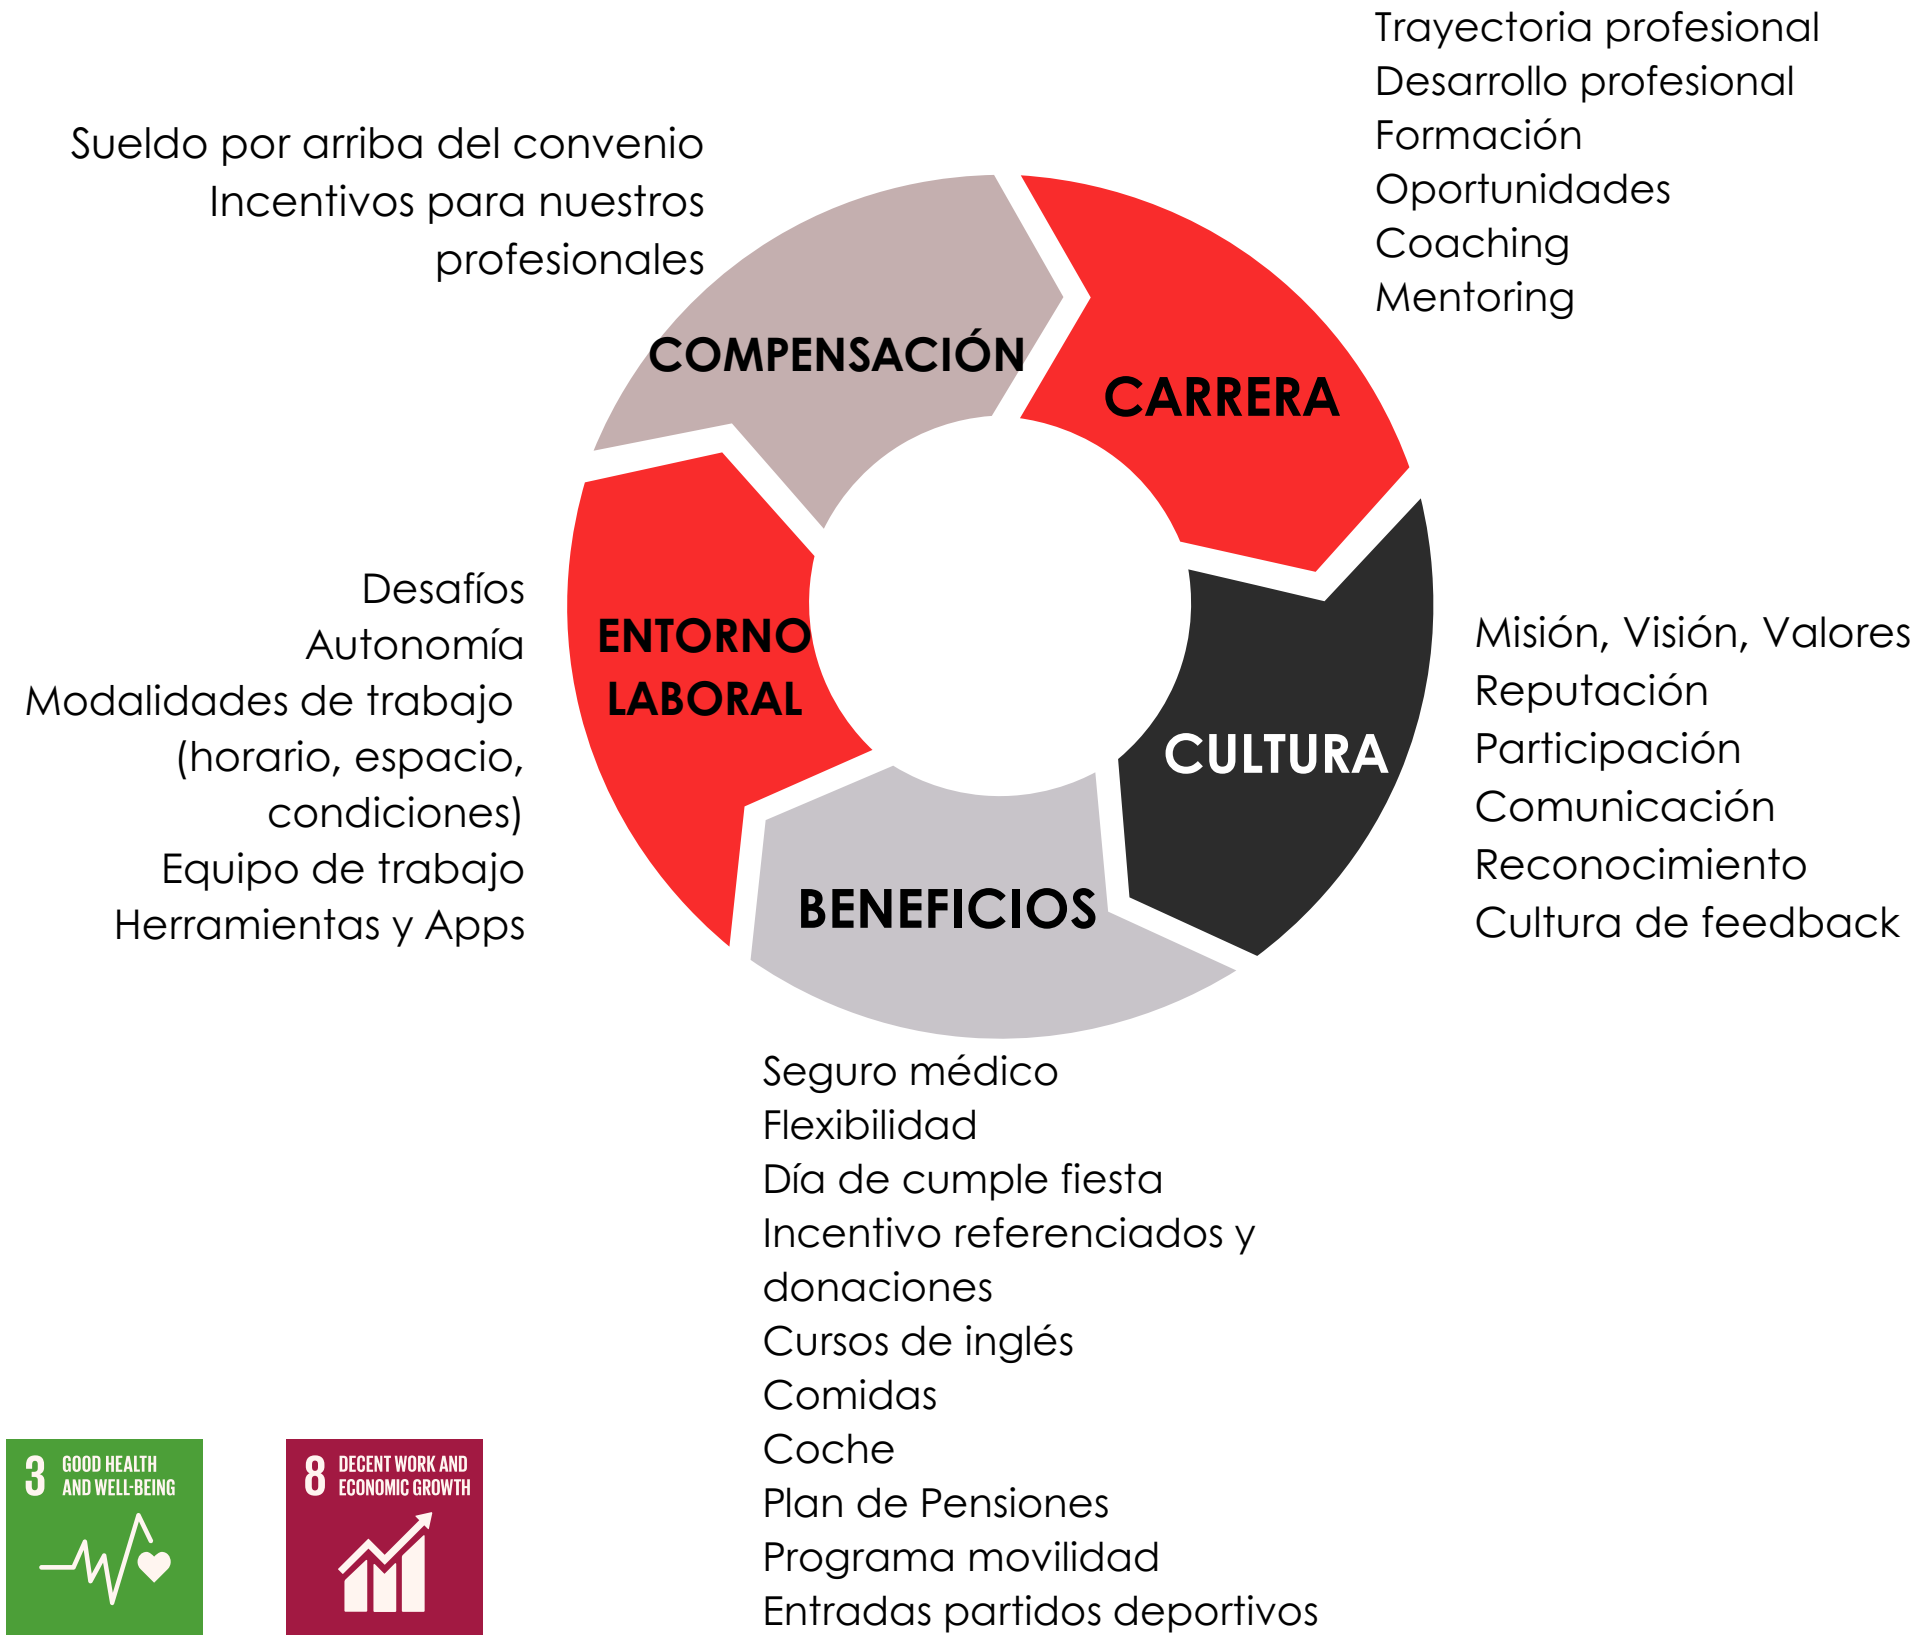 Trayectoria profesional
Desarrollo profesional
Formación
Oportunidades
Coaching
Mentoring
Sueldo por arriba del convenio
Incentivos para nuestros
profesionales
COMPENSACIÓN
CARRERA
Desafíos
Autonomía
Modalidades de trabajo
(horario, espacio,
condiciones)
Equipo de trabajo
Herramientas y Apps
ENTORNO
LABORAL
CULTURA
Misión, Visión, Valores
Reputación
Participación
Comunicación
Reconocimiento
Cultura de feedback
BENEFICIOS
Seguro médico
Flexibilidad
Día de cumple fiesta
Incentivo referenciados y
donaciones
Cursos de inglés
Comidas
Coche
Plan de Pensiones
Programa movilidad
Entradas partidos deportivos
3 GOOD HEALTH
AND WELL-BEING
8 DECENT WORK AND
ECONOMIC GROWTH